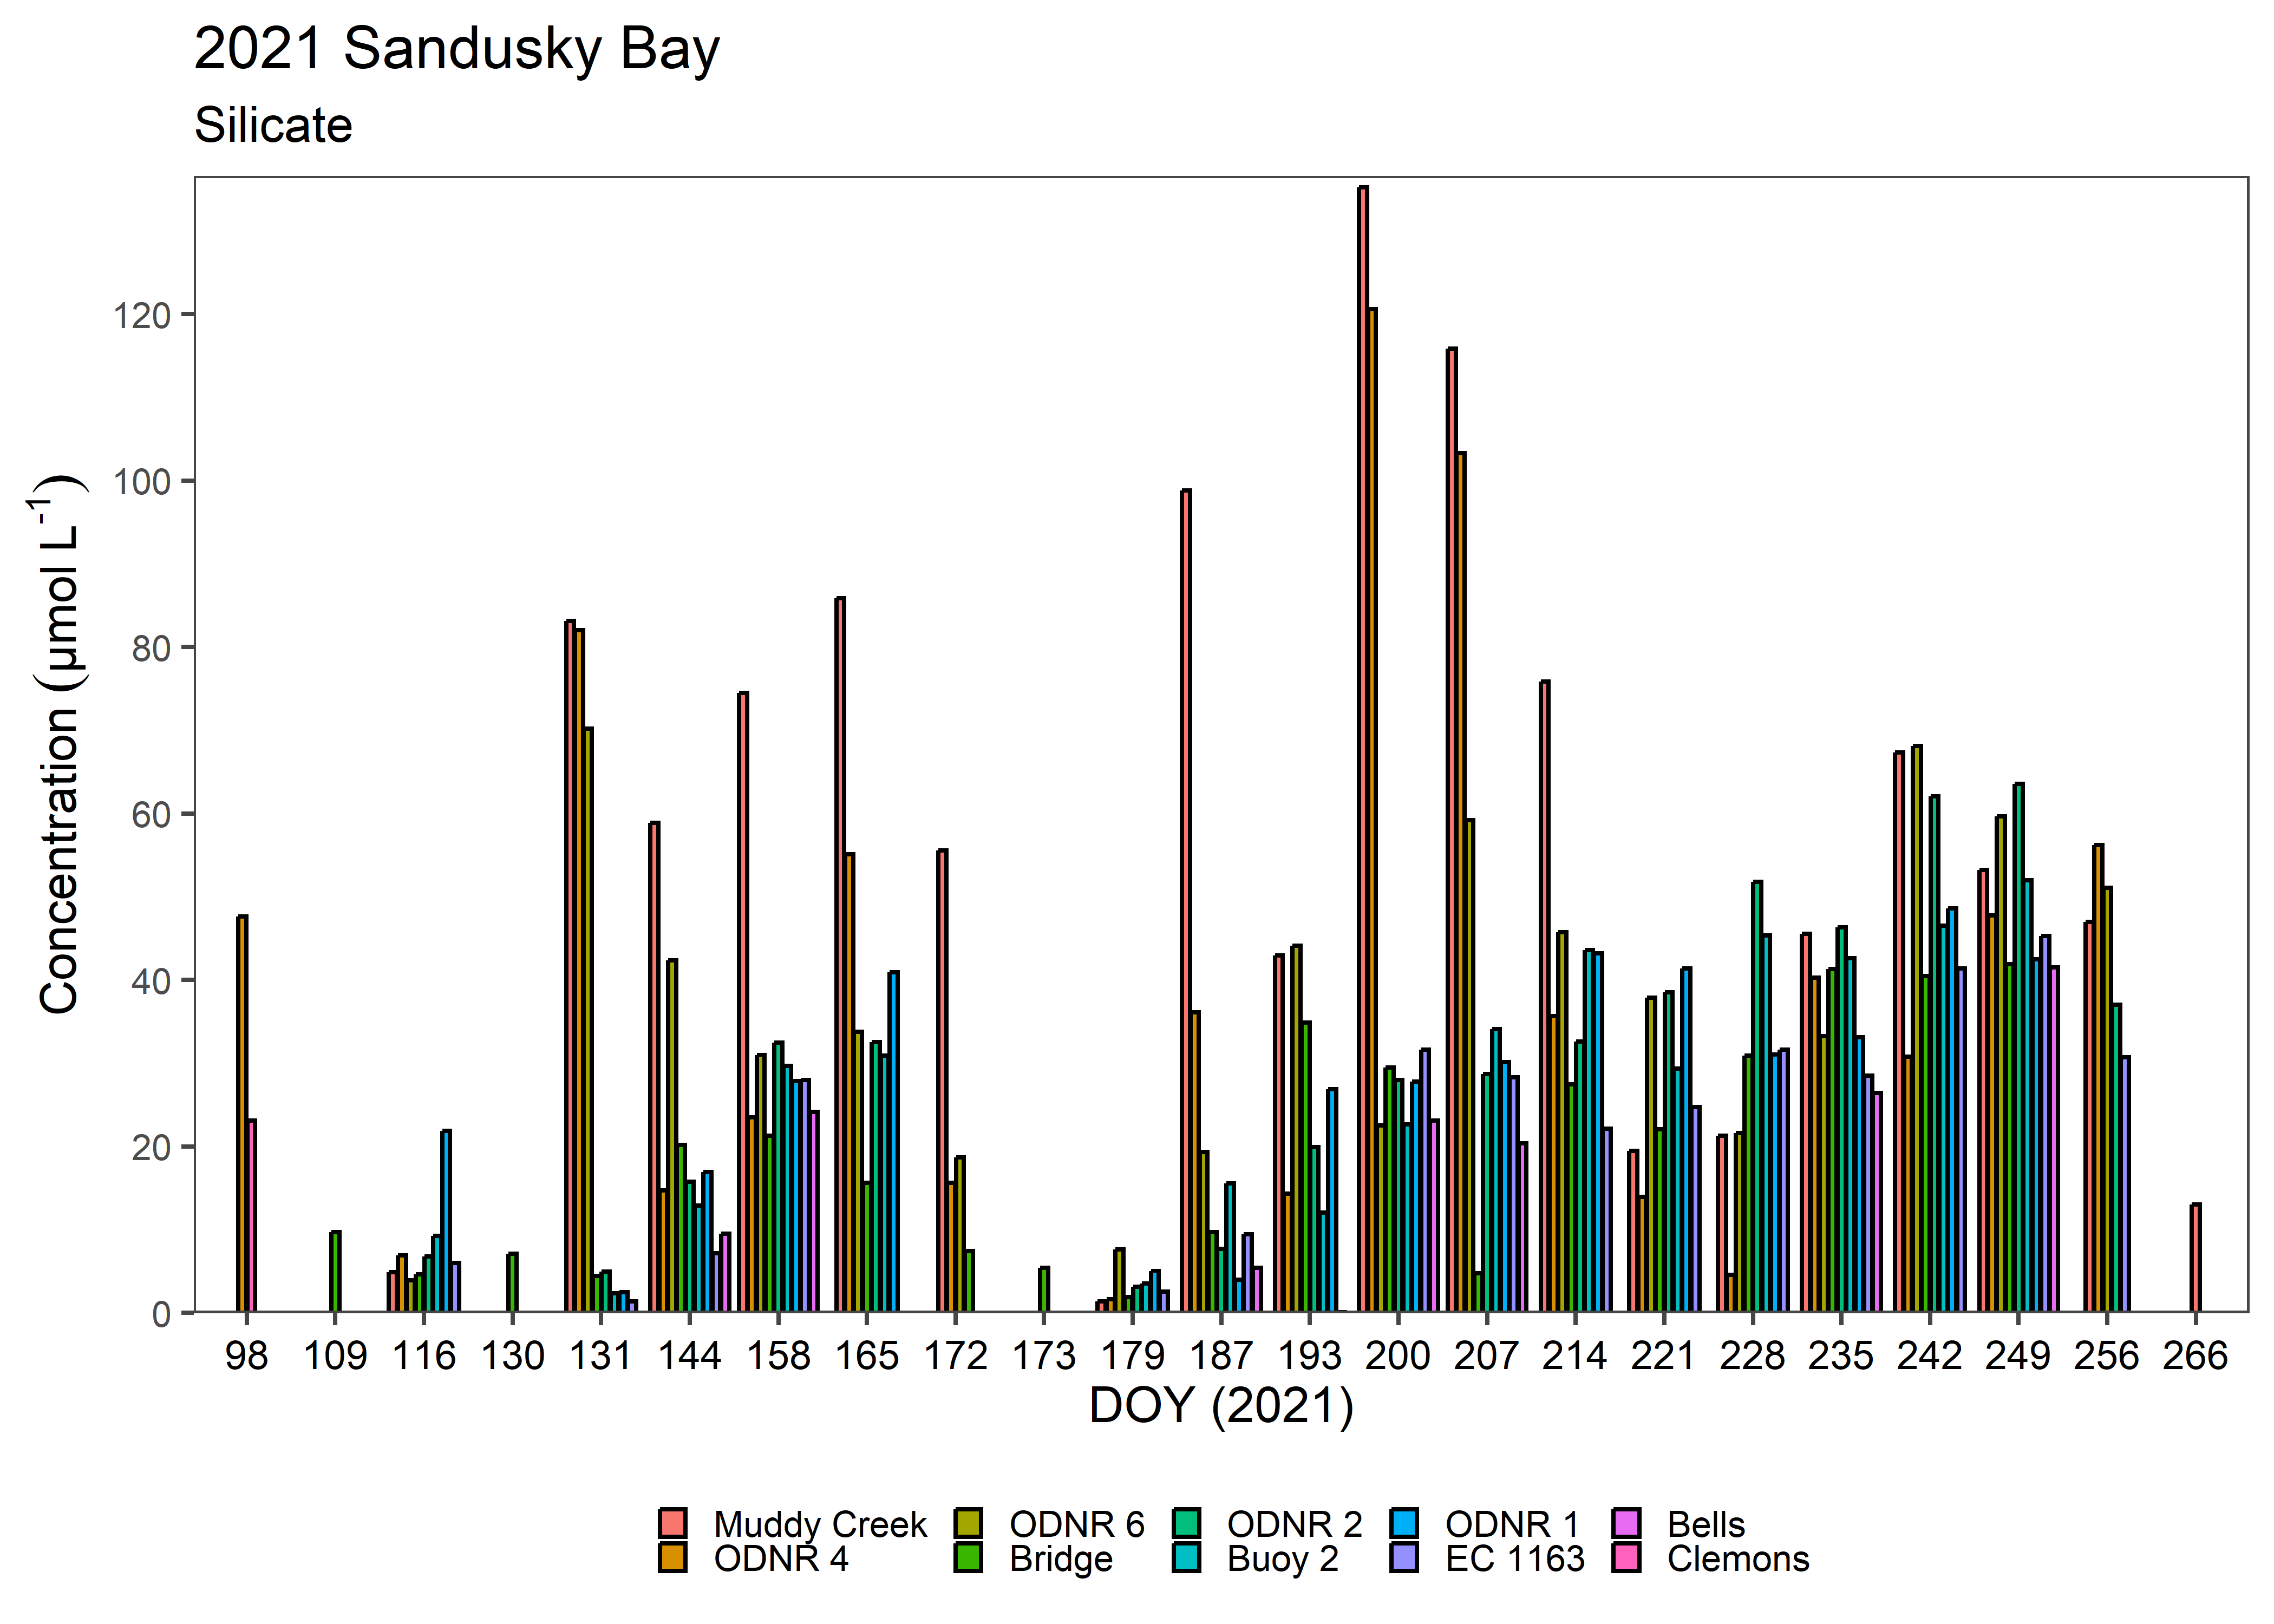 2021 Sandusky Bay
Silicate
Concentration (µmol L-1)
120
100
80
60
40
20
0
98 109 116 130 131 144 158 165 172 173 179 187 193 200 207 214 221 228 235 242 249 256 266
DOY (2021)
Muddy Creek ODNR 6 ODNR 2 ODNR 1 Bells
ODNR 4 Bridge Buoy 2 EC 1163 Clemons